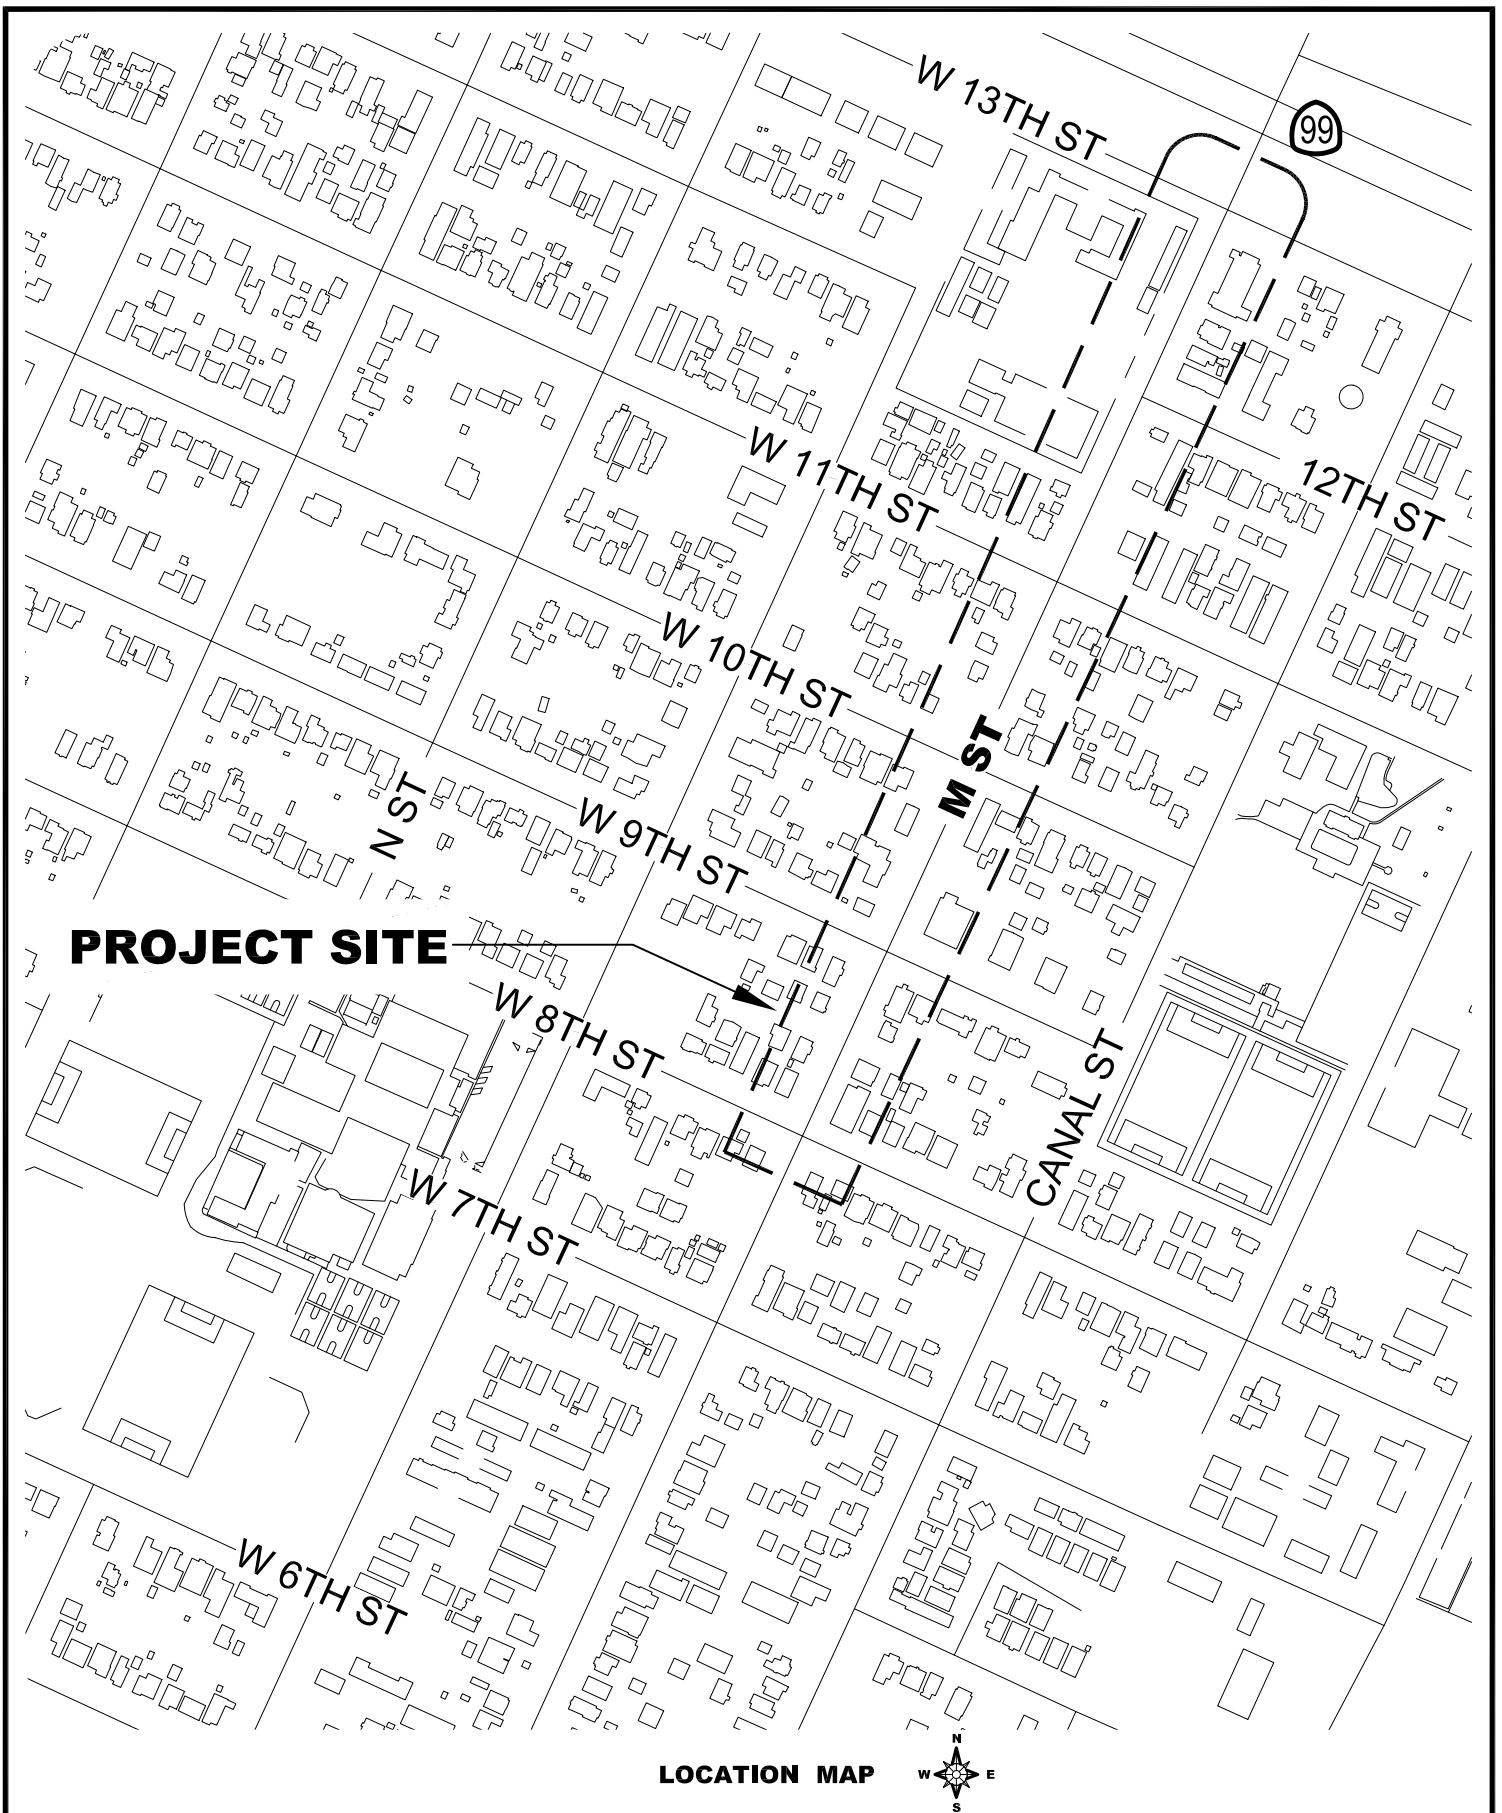 W 13TH ST
99
W 11TH ST
12TH ST
W 10TH ST
M ST
N ST
W 9TH ST
PROJECT SITE
W 8TH ST
CANAL ST
W 7TH ST
W 6TH ST
LOCATION MAP
N
W E
S